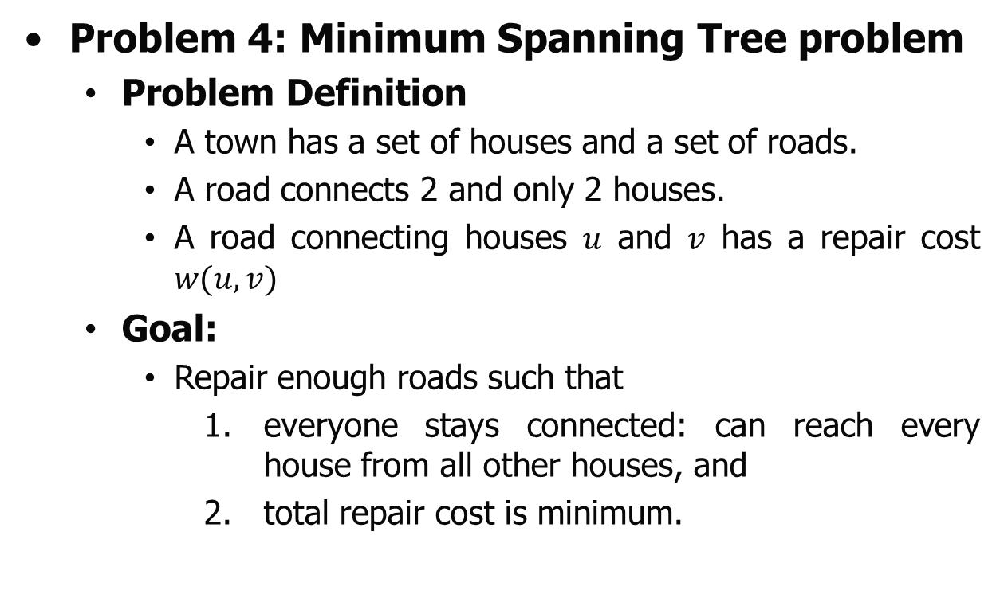 • Problem 4: Minimum Spanning Tree problem
• Problem Definition
• A town has a set of houses and a set of roads.
• A road connects 2 and only 2 houses.
• A road connecting houses 𝑢 and 𝑣 has a repair cost
𝑤(𝑢, 𝑣)
• Goal:
• Repair enough roads such that
1. everyone stays connected: can reach every
house from all other houses, and
2. total repair cost is minimum.